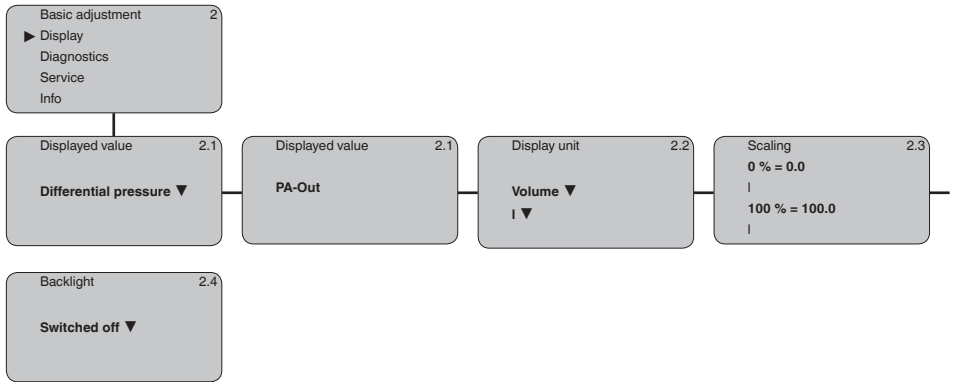 Basic adjustment 2
▶ Display
Diagnostics
Service
Info
Displayed value 2.1
Differential pressure ▼
Displayed value 2.1
PA-Out
Display unit 2.2
Volume ▼
l ▼
Scaling 2.3
0 % = 0.0
l
100 % = 100.0
l
Backlight 2.4
Switched off ▼